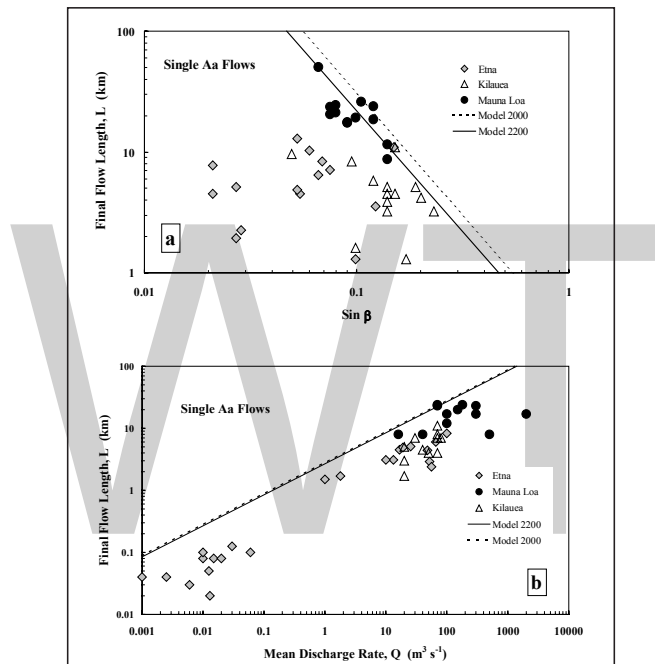 100
10
1
Final Flow Length, L (km)
Single Aa Flows
Etna
Kilauea
Mauna Loa
Model 2000
Model 2200
a
0.01
0.1
1
Sin β
100
10
1
0.1
0.01
Final Flow Length, L (km)
Single Aa Flows
Etna
Mauna Loa
Kilauea
Model 2200
Model 2000
b
0.001 0.01 0.1 1 10 100 1000 10000
Mean Discharge Rate, Q (m³ s⁻¹)